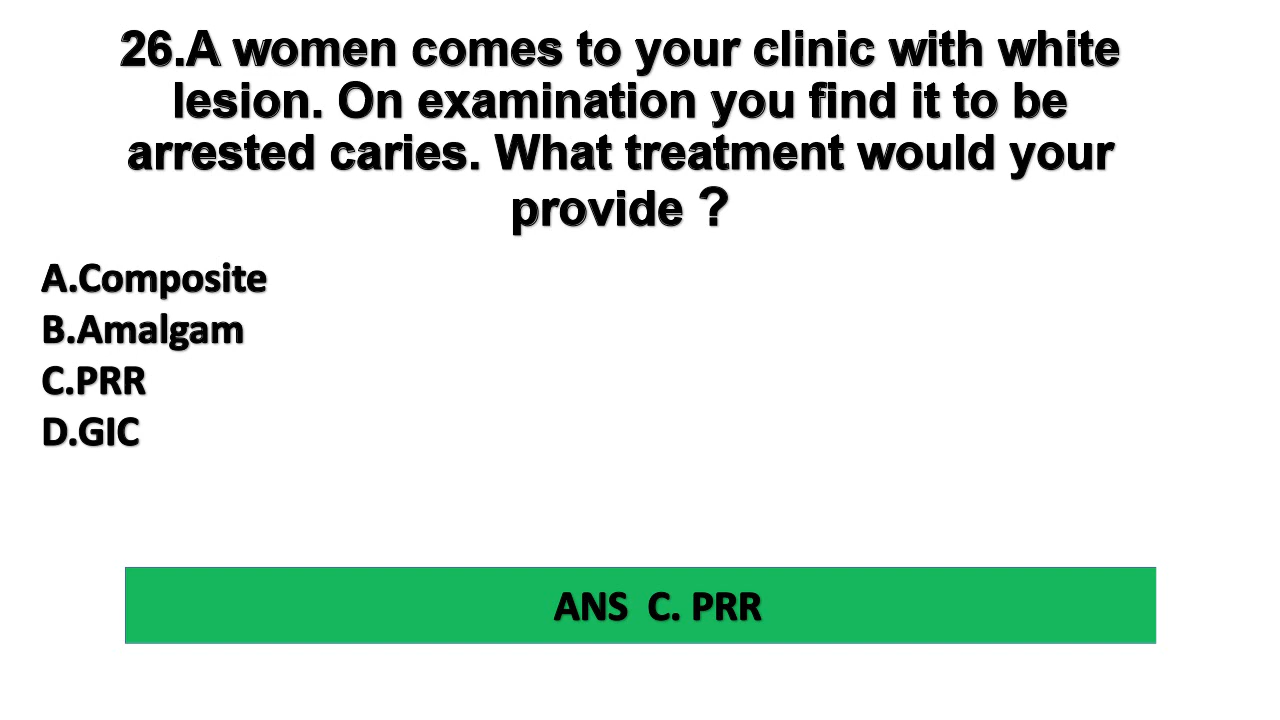 26.A women comes to your clinic with white
lesion. On examination you find it to be
arrested caries. What treatment would your
provide ?
A.Composite
B.Amalgam
C.PRR
D.GIC
ANS  C. PRR